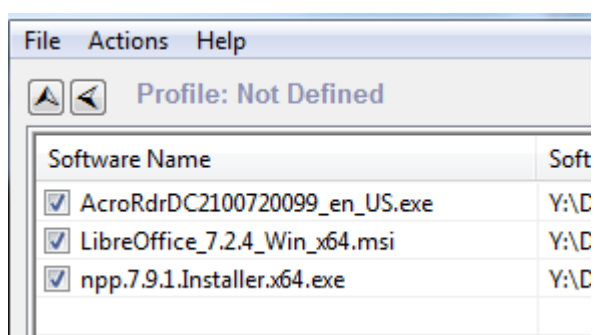 File Actions Help
Profile: Not Defined
Software Name Soft
AcroRdrDC2100720099_en_US.exe Y:\D
LibreOffice_7.2.4_Win_x64.msi Y:\D
npp.7.9.1.Installer.x64.exe Y:\D